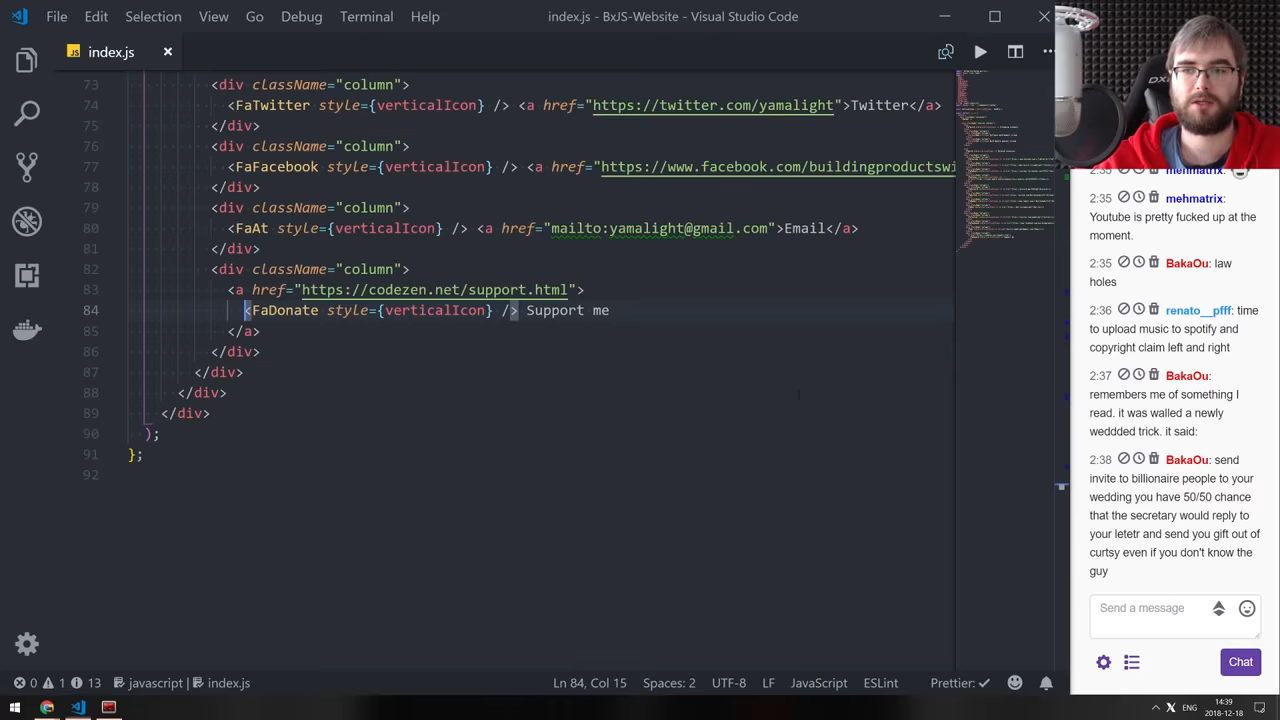 File Edit View Go Debug Terminal Help index.js - BxJS-Website - Visual Studio Code
JS index.js
73 <div className="column">
<FaTwitter style={verticalIcon} /> <a href="https://twitter.com/yamalight">Twitter</a>
75 </div>
76 <div className="column">
77 <FaYoutube style={verticalIcon} /> <a href="https://www.youtube.com/buildingproductswi
78 </div>
79 <div className="column">
80 <FaAt style={verticalIcon} /> <a href="mailto:yamalight@gmail.com">Email</a>
81 </div>
82 <div className="column">
83 <a href="https://codezen.net/support.html">
84 <FaDonate style={verticalIcon} /> Support me
85 </a>
86 </div>
87 </div>
88 </div>
89 </div>
90 );
91 };
92
0 1 13 javascript | index.js Ln 84, Col 15 Spaces: 2 UTF-8 LF JavaScript ESLint Prettier: ✓
DX
2:35 mehmatrix:
2:35 mehmatrix:
Youtube is pretty fucked up at the
moment.
2:35 BakaOu: law
holes
2:36 renato__pfff: time
to upload music to spotify and
copyright claim left and right
2:37 BakaOu:
remembers me of something I
read. it was walled a newly
weddded trick. it said:
2:38 BakaOu: send
invite to billionaire people to your
wedding you have 50/50 chance
that the secretary would reply to
your letetr and send you gift out of
curtsy even if you don't know the
guy
Send a message
Chat
ENG
14:39
2018-12-18